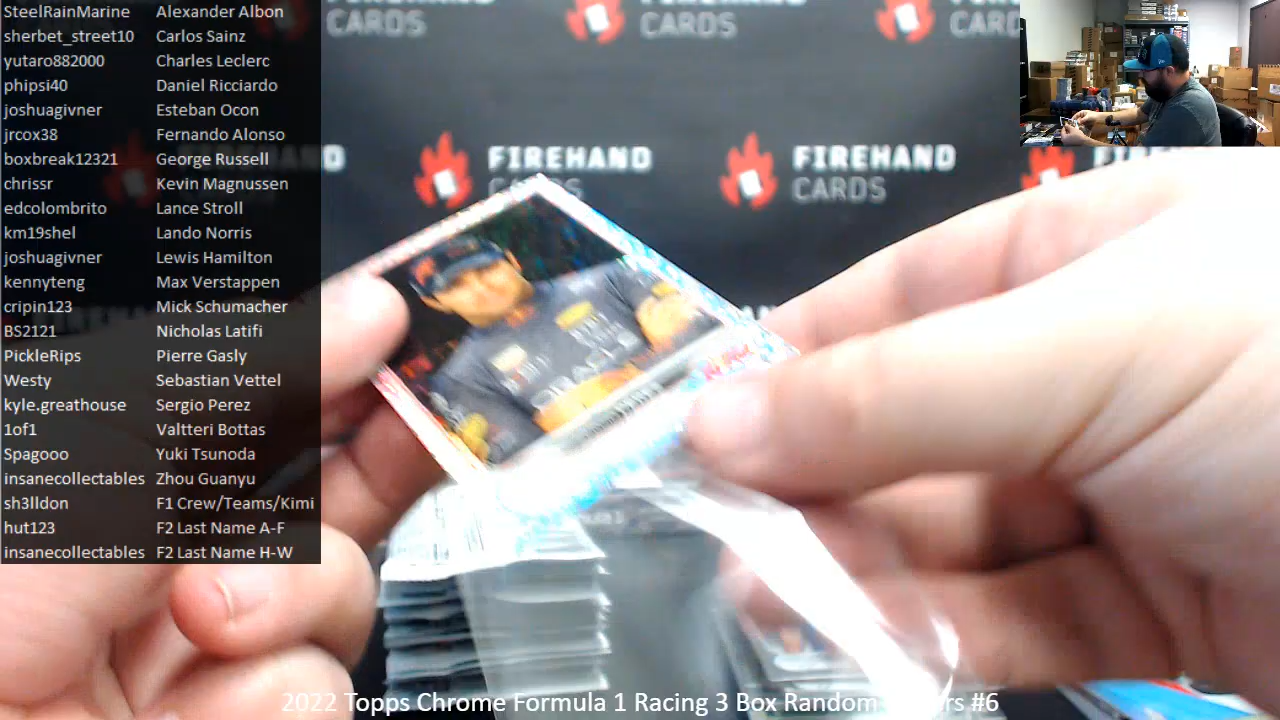 SteelRainMarine Alexander Albon
sherbet_street10 Carlos Sainz
yutaro882000 Charles Leclerc
phipsi40 Daniel Ricciardo
joshuagivner Esteban Ocon
jrcox38 Fernando Alonso
boxbreak12321 George Russell
chrissr Kevin Magnussen
edcolombrito Lance Stroll
km19shel Lando Norris
joshuagivner Lewis Hamilton
kennyteng Max Verstappen
cripin123 Mick Schumacher
BS2121 Nicholas Latifi
PickleRips Pierre Gasly
Westy Sebastian Vettel
kyle.greathouse Sergio Perez
1of1 Valtteri Bottas
Spagooo Yuki Tsunoda
insanecollectables Zhou Guanyu
sh3lldon F1 Crew/Teams/Kimi
hut123 F2 Last Name A-F
insanecollectables F2 Last Name H-W
CARDS
CARDS
FIREHAND
CARDS
FIREHAND
CARDS
2022 Topps Chrome Formula 1 Racing 3 Box Random #6